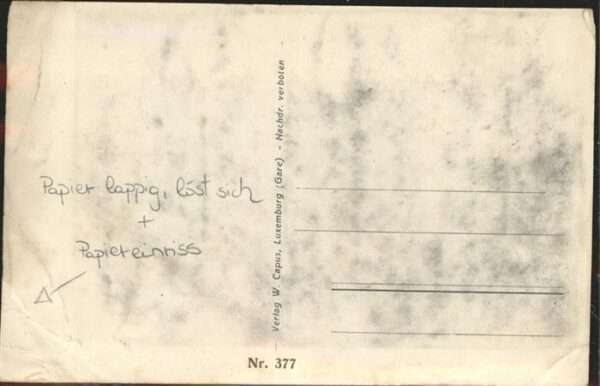 Papier lappig, löst sich
+
Papiereinriss
Verlag W. Capus, Luxemburg (Gare) - Nachdr. verboten
Nr. 377